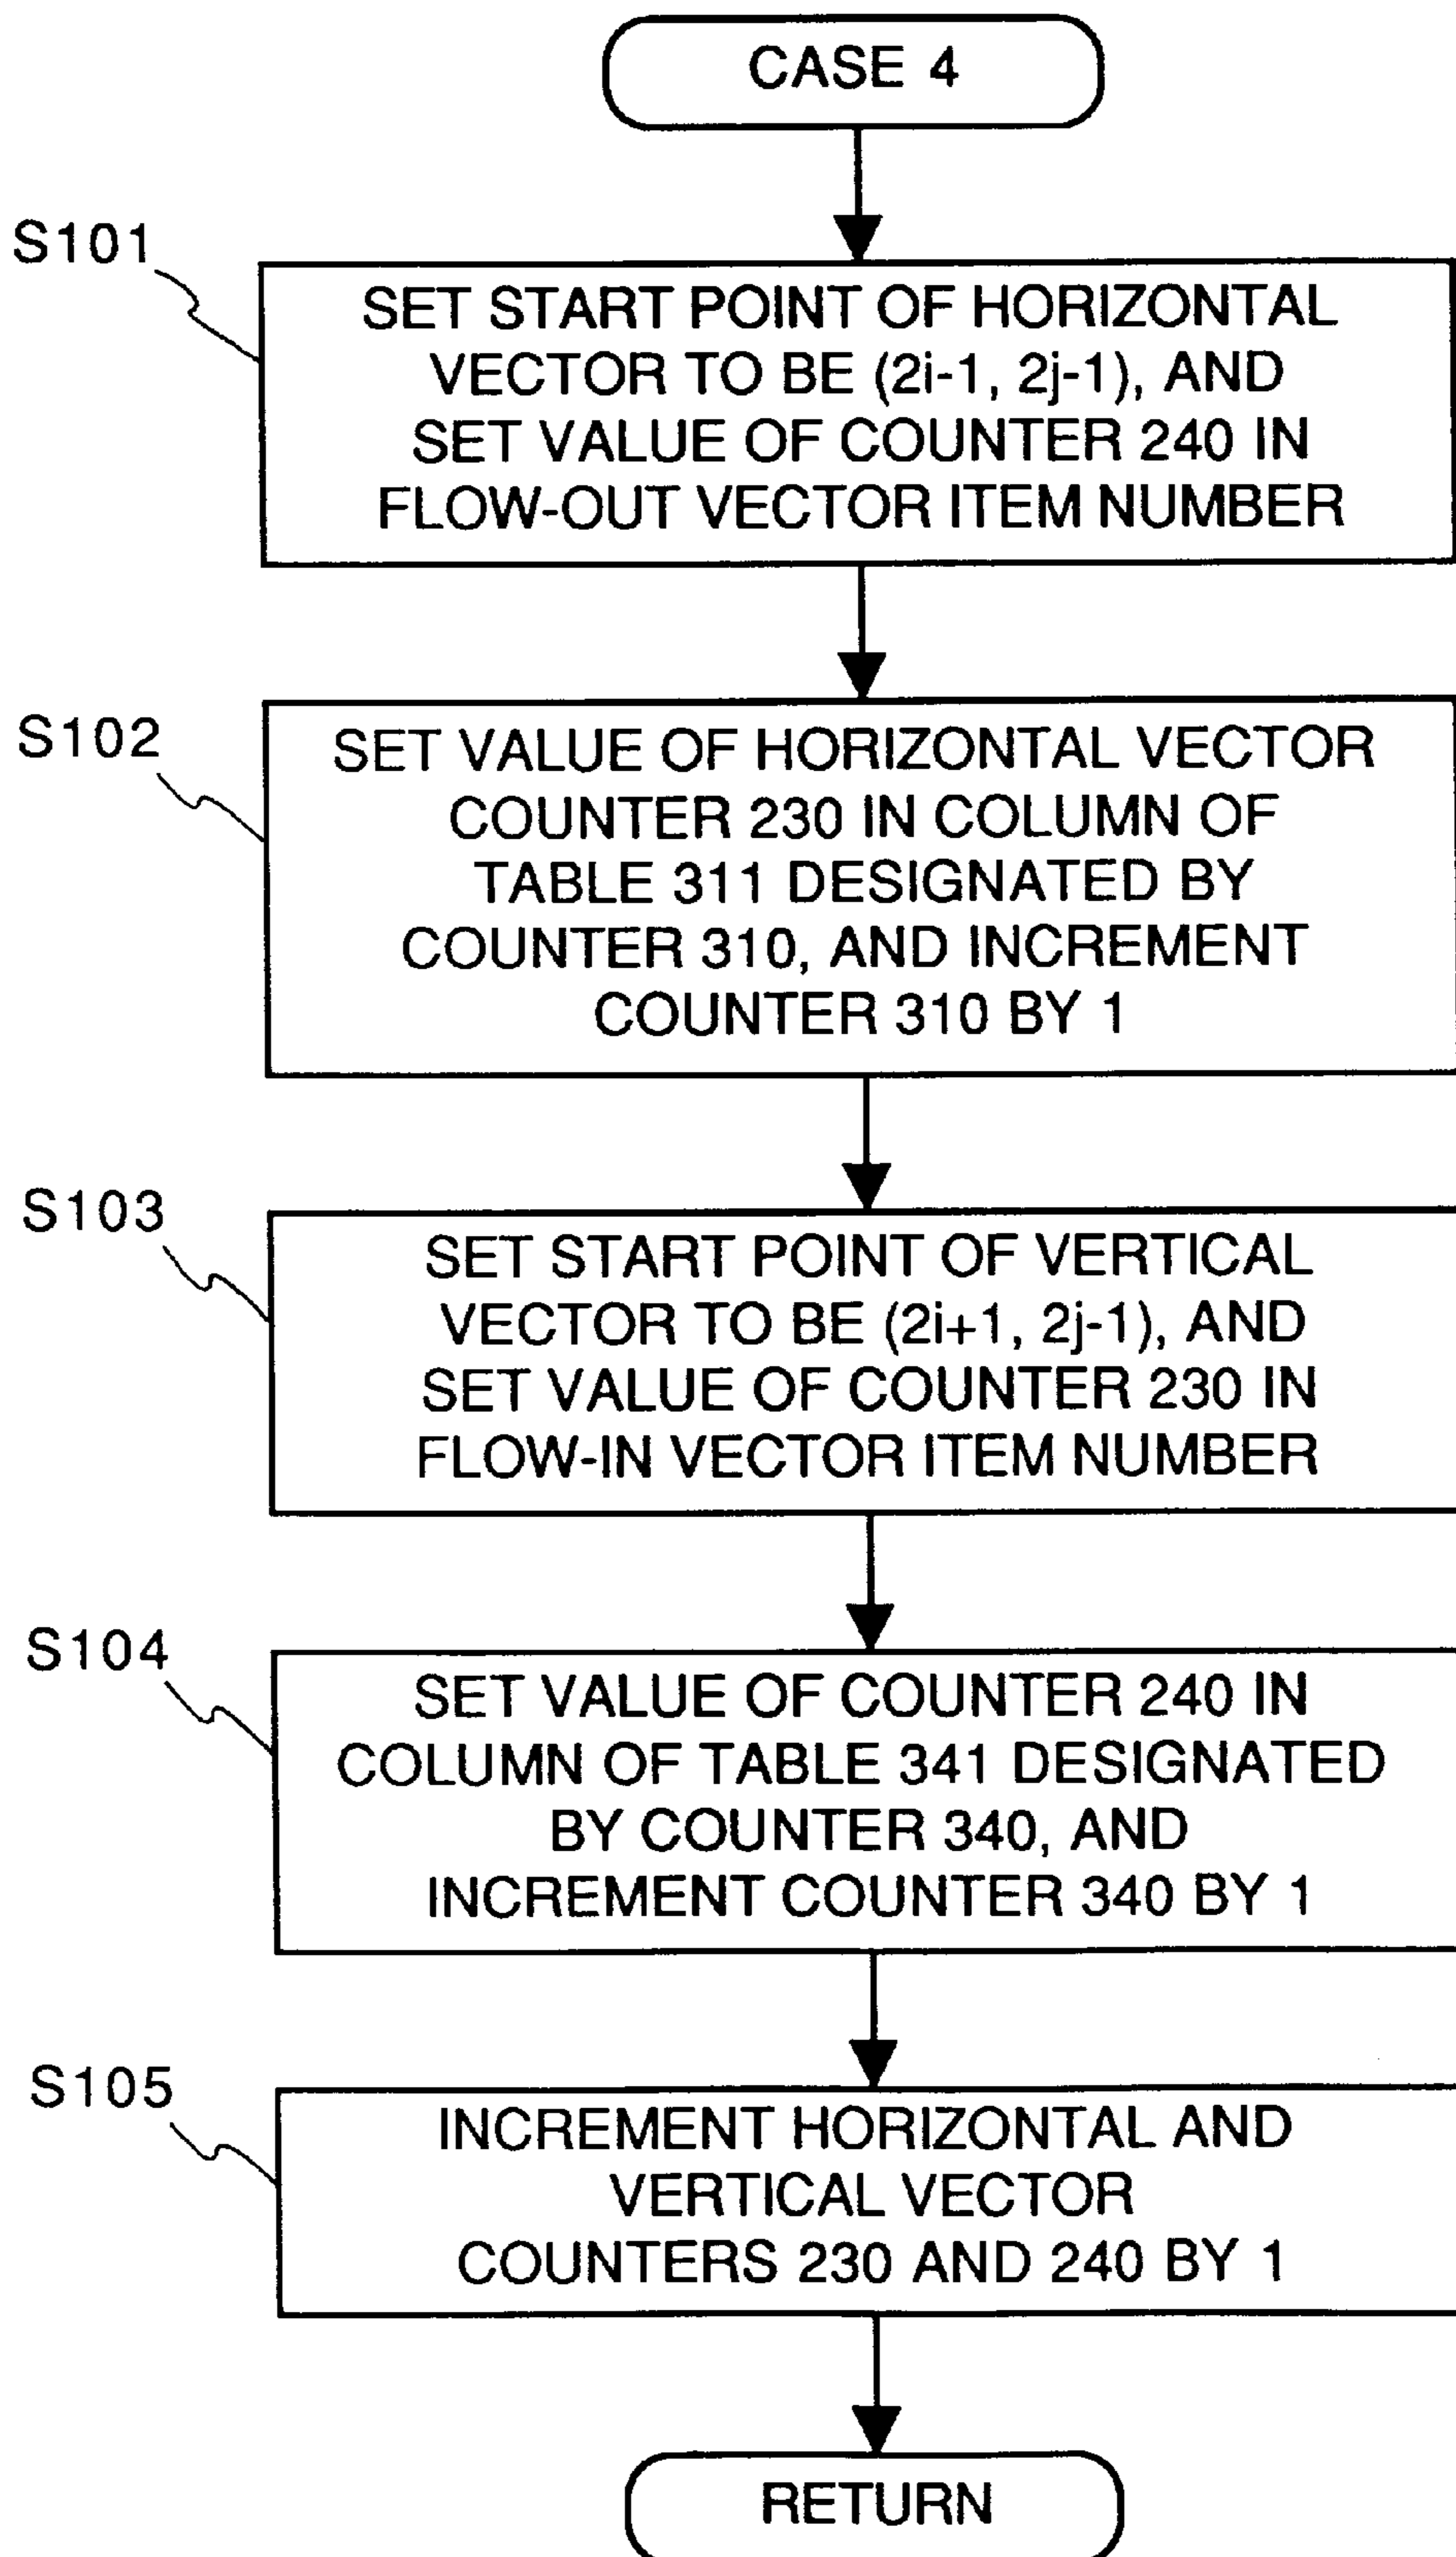 CASE 4
S101
SET START POINT OF HORIZONTAL
VECTOR TO BE (2i-1, 2j-1), AND
SET VALUE OF COUNTER 240 IN
FLOW-OUT VECTOR ITEM NUMBER
S102
SET VALUE OF HORIZONTAL VECTOR
COUNTER 230 IN COLUMN OF
TABLE 311 DESIGNATED BY
COUNTER 310, AND INCREMENT
COUNTER 310 BY 1
S103
SET START POINT OF VERTICAL
VECTOR TO BE (2i+1, 2j-1), AND
SET VALUE OF COUNTER 230 IN
FLOW-IN VECTOR ITEM NUMBER
S104
SET VALUE OF COUNTER 240 IN
COLUMN OF TABLE 341 DESIGNATED
BY COUNTER 340, AND
INCREMENT COUNTER 340 BY 1
S105
INCREMENT HORIZONTAL AND
VERTICAL VECTOR
COUNTERS 230 AND 240 BY 1
RETURN